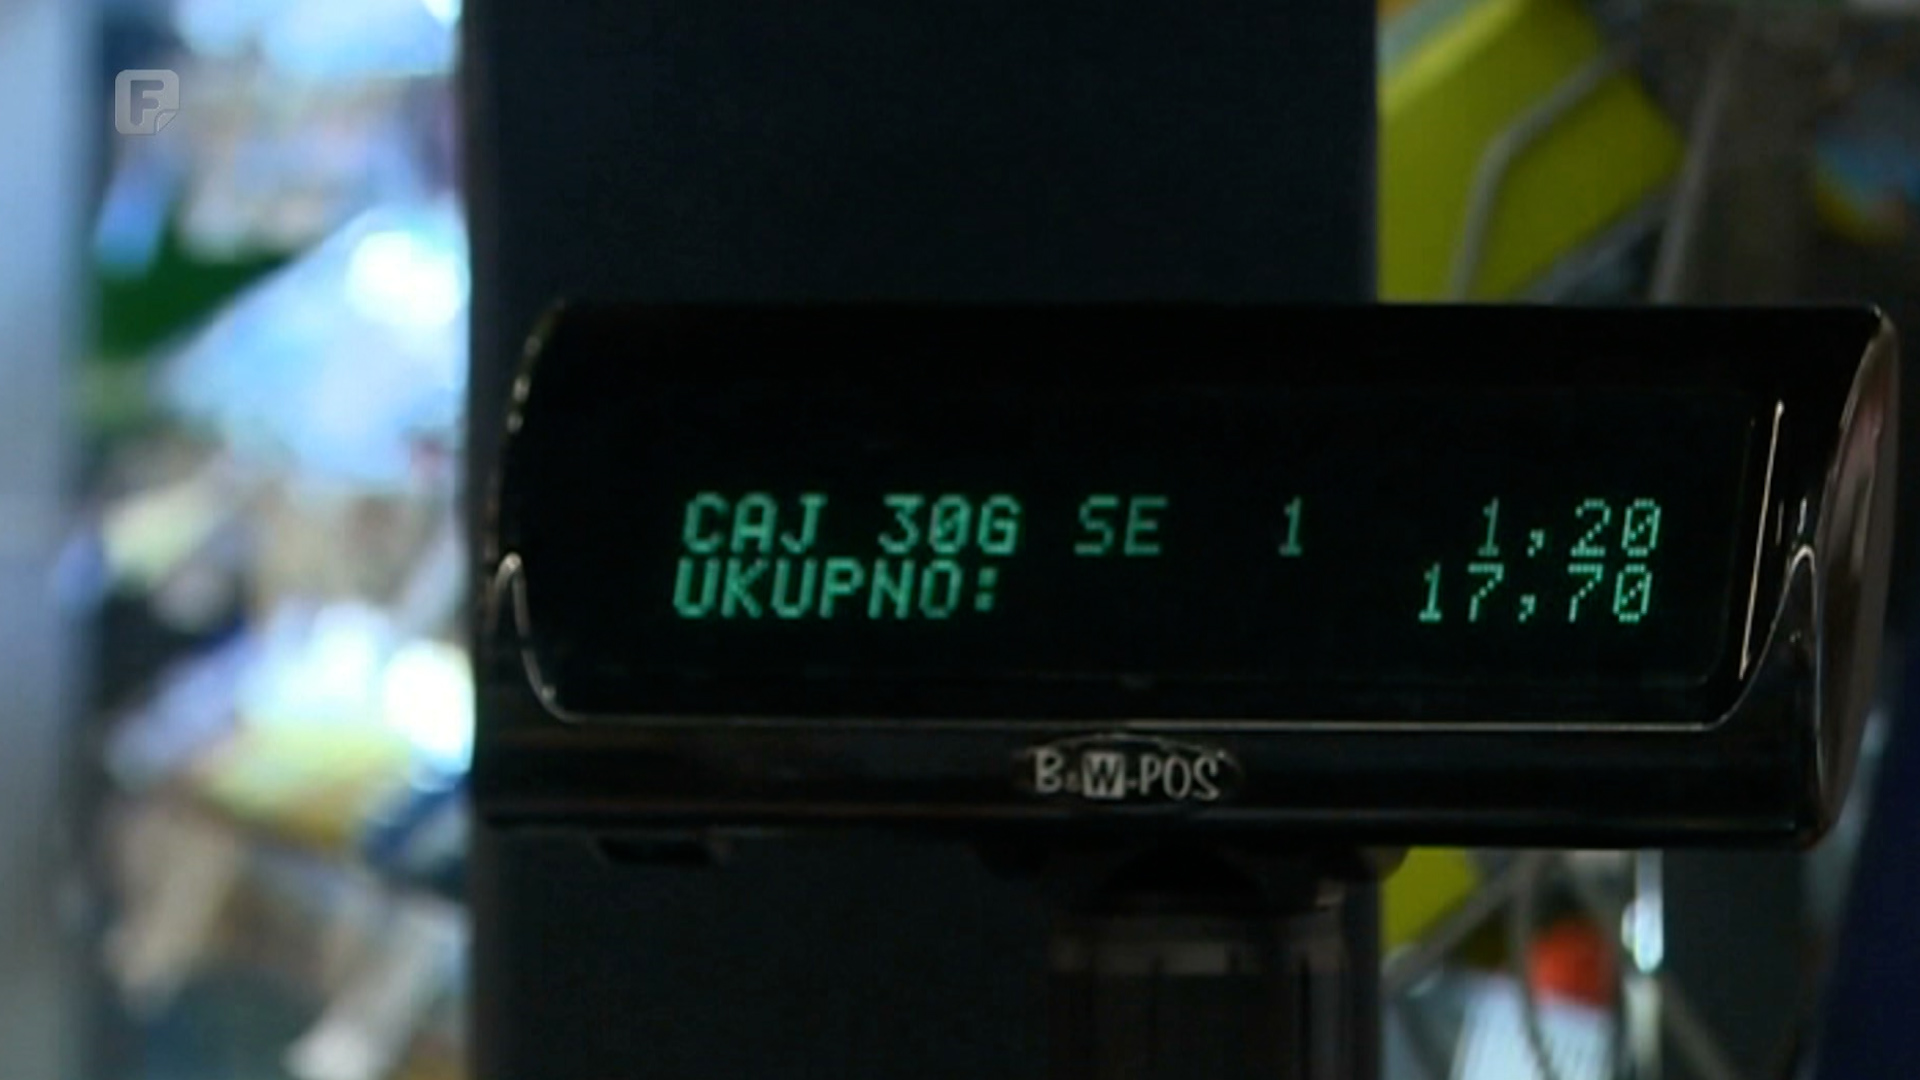 F
CAJ 30G SE 1 1,20
UKUPNO: 17,70
B&W-POS